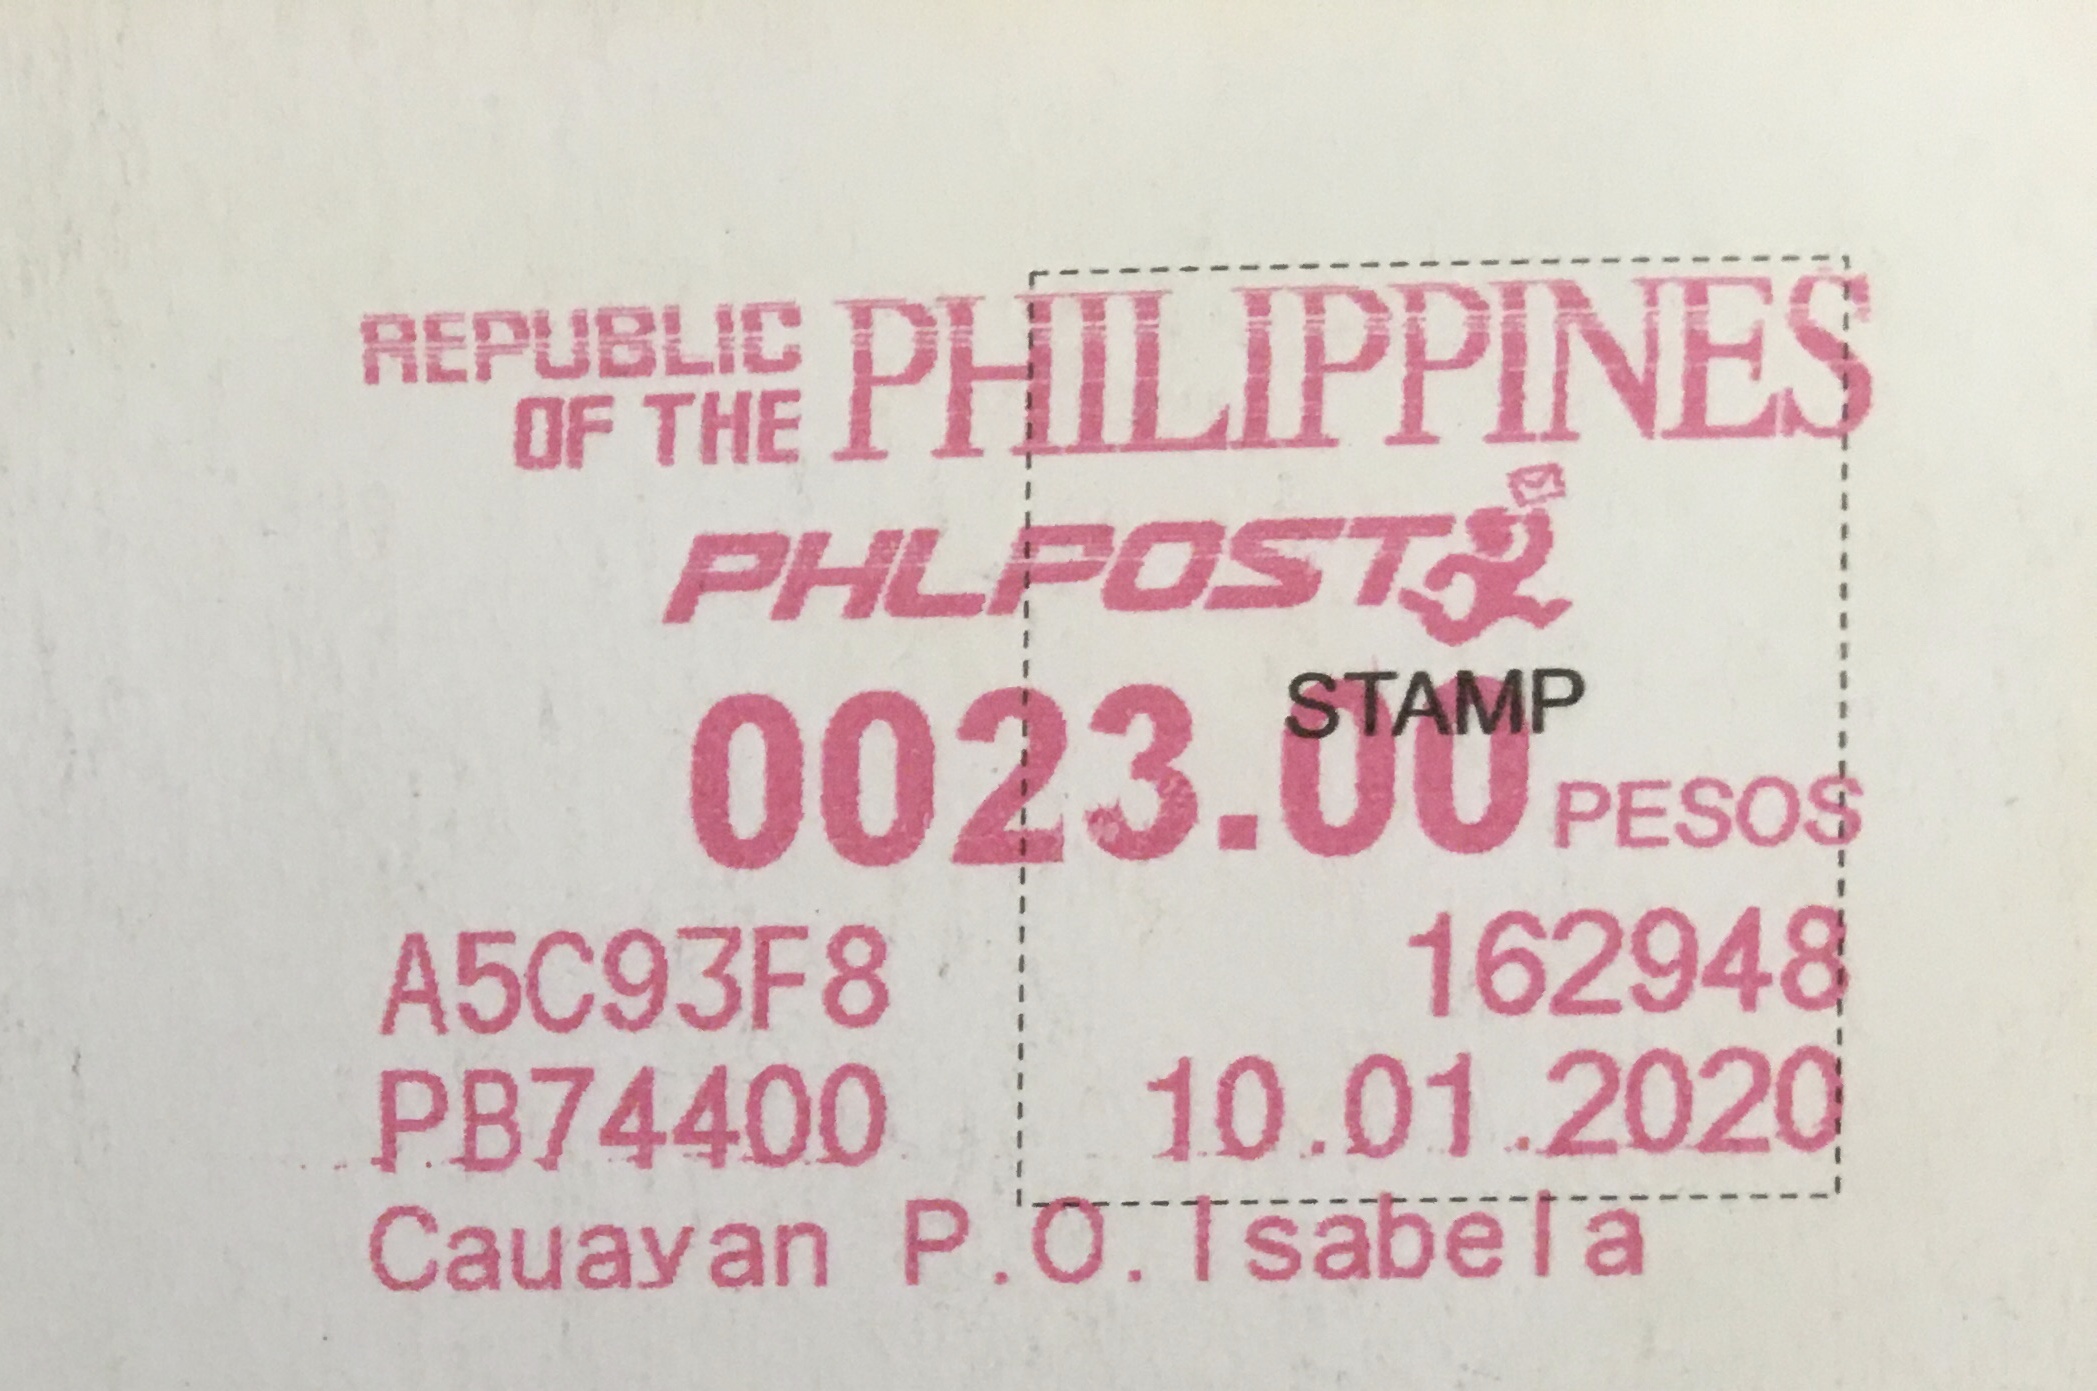 REPUBLIC
OF THE PHILIPPINES
PHLPOST
STAMP
0023.00 PESOS
A5C93F8 162948
PB74400 10.01.2020
Cauayan P.O.Isabela